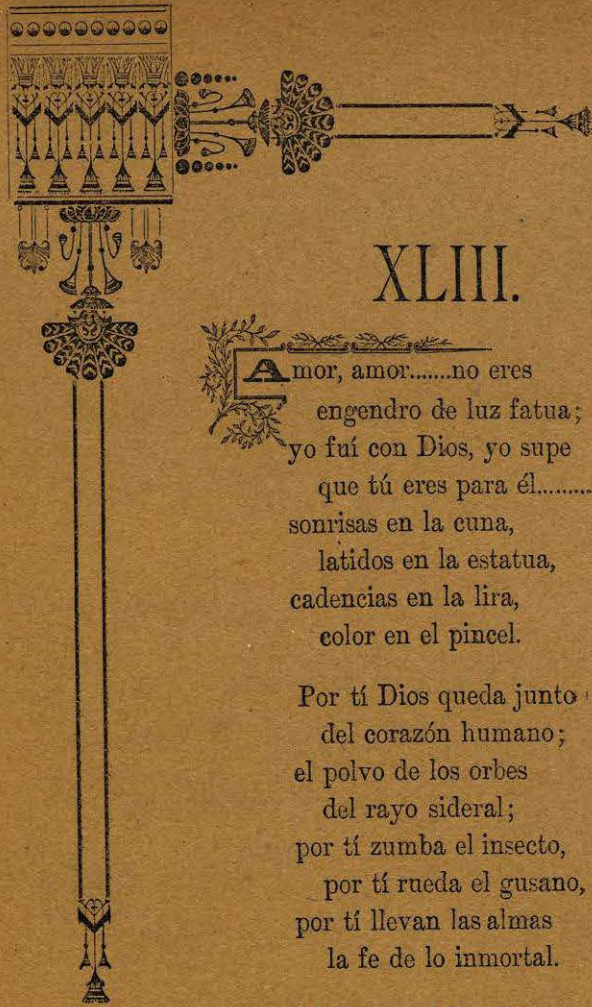 XLIII.
Amor, amor.......no eres
engendro de luz fatua;
yo fuí con Dios, yo supe
que tú eres para él.........
sonrisas en la cuna,
latidos en la estatua,
cadencias en la lira,
color en el pincel.
Por tí Dios queda junto
del corazón humano;
el polvo de los orbes
del rayo sideral;
por tí zumba el insecto,
por tí rueda el gusano,
por tí llevan las almas
la fe de lo inmortal.